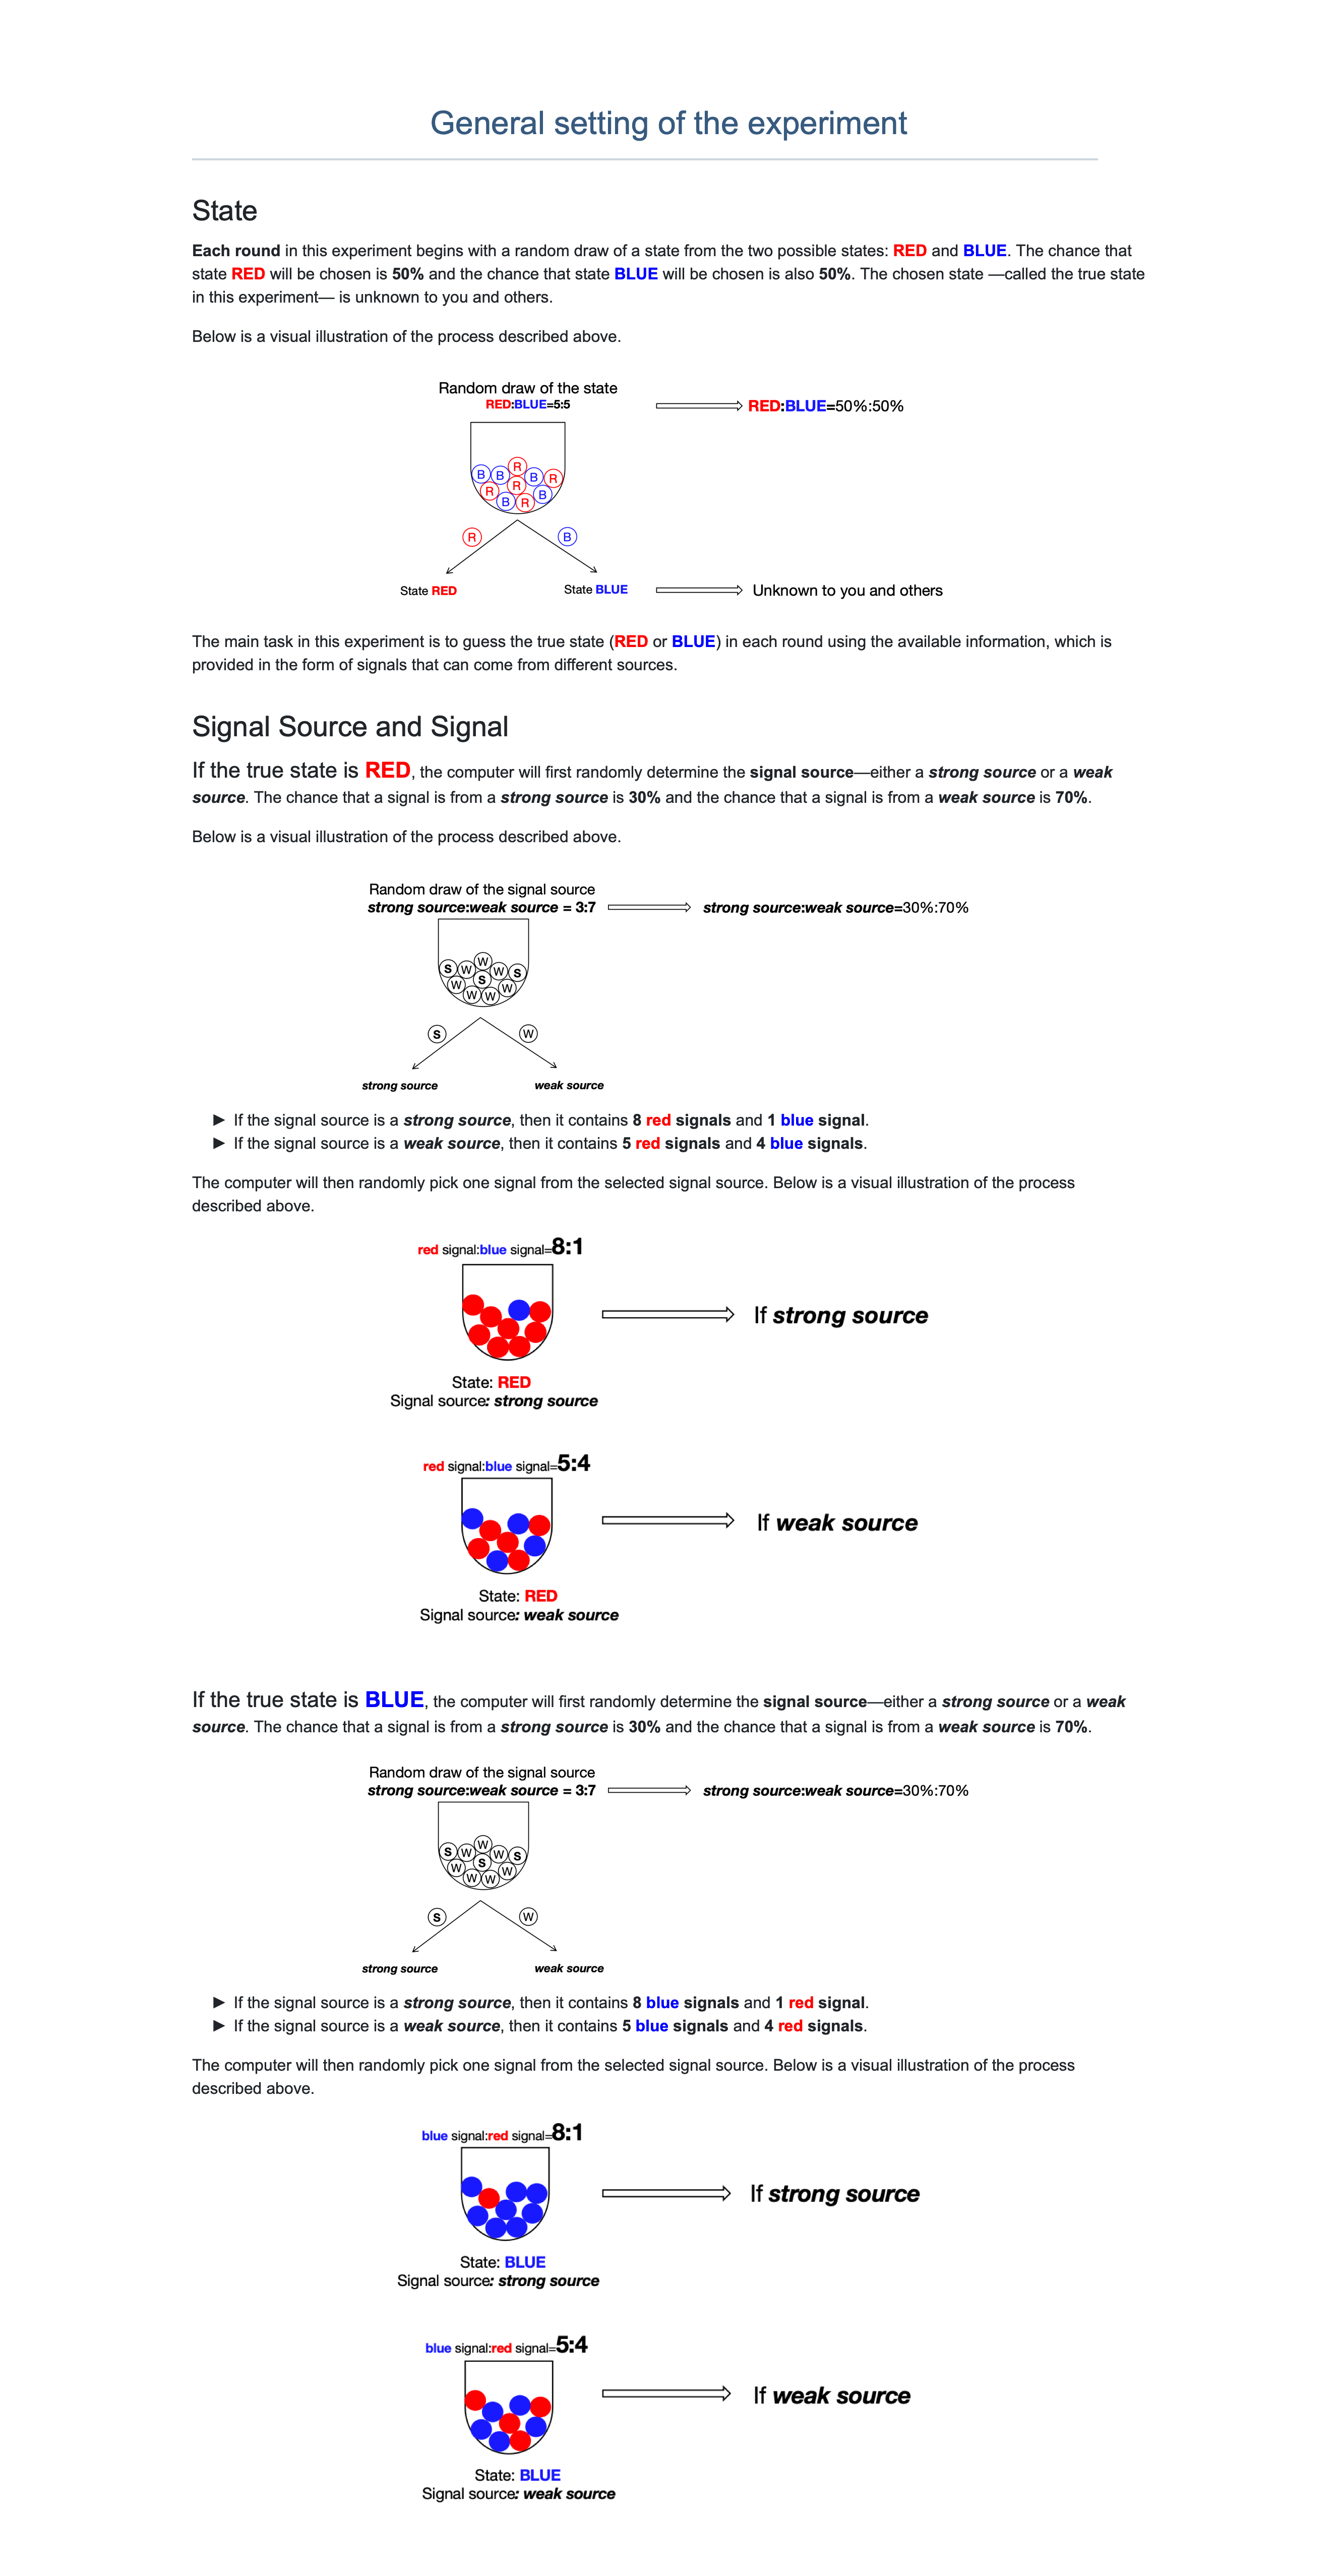 General setting of the experiment
State
Each round in this experiment begins with a random draw of a state from the two possible states: RED and BLUE. The chance that
state RED will be chosen is 50% and the chance that state BLUE will be chosen is also 50%. The chosen state —called the true state
in this experiment— is unknown to you and others.
Below is a visual illustration of the process described above.
Random draw of the state
RED:BLUE=5:5
RED:BLUE=50%:50%
B B R B R
R R B
B R
R B
State RED
State BLUE
Unknown to you and others
The main task in this experiment is to guess the true state (RED or BLUE) in each round using the available information, which is
provided in the form of signals that can come from different sources.
Signal Source and Signal
If the true state is RED, the computer will first randomly determine the signal source—either a strong source or a weak
source. The chance that a signal is from a strong source is 30% and the chance that a signal is from a weak source is 70%.
Below is a visual illustration of the process described above.
Random draw of the signal source
strong source:weak source = 3:7
strong source:weak source=30%:70%
S W W W S
W S W
W W
S W
strong source
weak source
► If the signal source is a strong source, then it contains 8 red signals and 1 blue signal.
► If the signal source is a weak source, then it contains 5 red signals and 4 blue signals.
The computer will then randomly pick one signal from the selected signal source. Below is a visual illustration of the process
described above.
red signal:blue signal=8:1
If strong source
State: RED
Signal source: strong source
red signal:blue signal=5:4
If weak source
State: RED
Signal source: weak source
If the true state is BLUE, the computer will first randomly determine the signal source—either a strong source or a weak
source. The chance that a signal is from a strong source is 30% and the chance that a signal is from a weak source is 70%.
Random draw of the signal source
strong source:weak source = 3:7
strong source:weak source=30%:70%
S W W W S
W S W
W W
S W
strong source
weak source
► If the signal source is a strong source, then it contains 8 blue signals and 1 red signal.
► If the signal source is a weak source, then it contains 5 blue signals and 4 red signals.
The computer will then randomly pick one signal from the selected signal source. Below is a visual illustration of the process
described above.
blue signal:red signal=8:1
If strong source
State: BLUE
Signal source: strong source
blue signal:red signal=5:4
If weak source
State: BLUE
Signal source: weak source